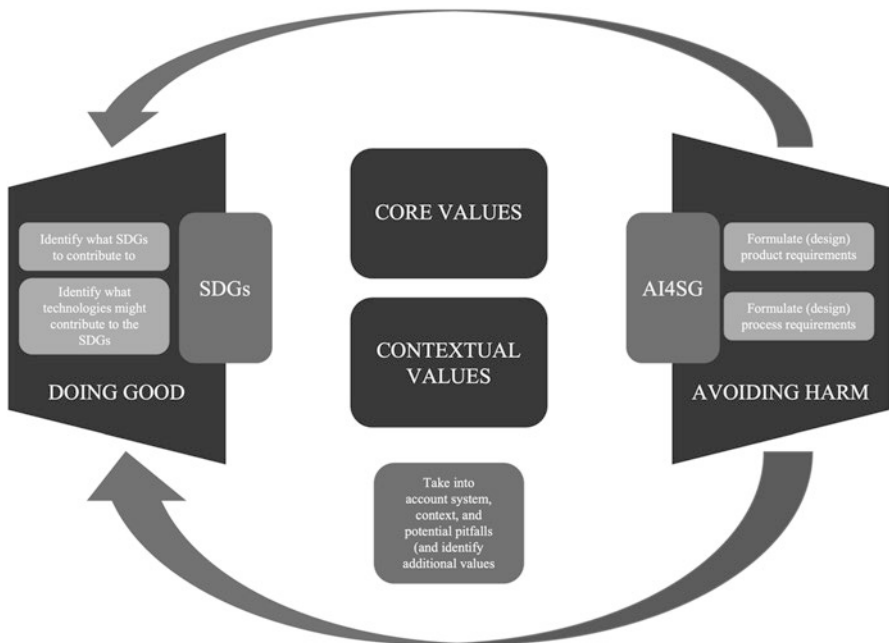 Identify what SDGs
to contribute to
Identify what
technologies might
contribute to the
SDGs
SDGs
DOING GOOD
CORE VALUES
CONTEXTUAL
VALUES
Take into
account system,
context, and
potential pitfalls
(and identify
additional values
AI4SG
Formulate (design)
product requirements
Formulate (design)
process requirements
AVOIDING HARM